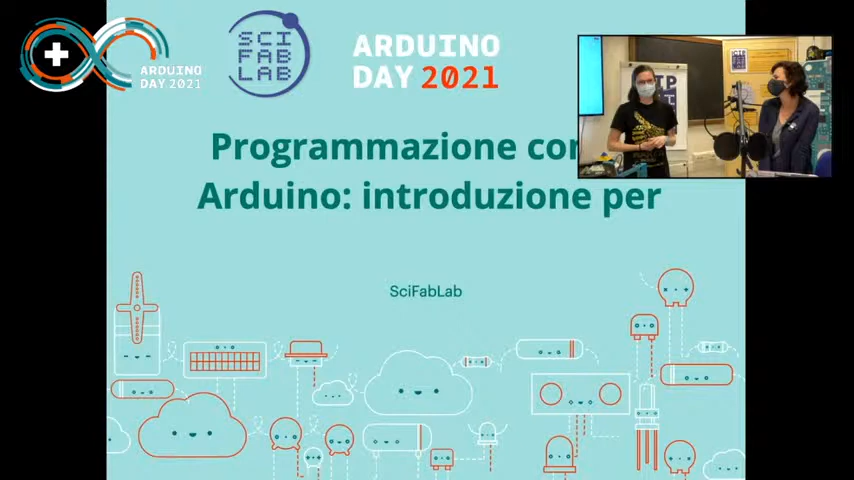 ARDUINO
DAY 2021
SCI
FAB
LAB
ARDUINO
DAY 2021
Programmazione con
Arduino: introduzione per
SciFabLab